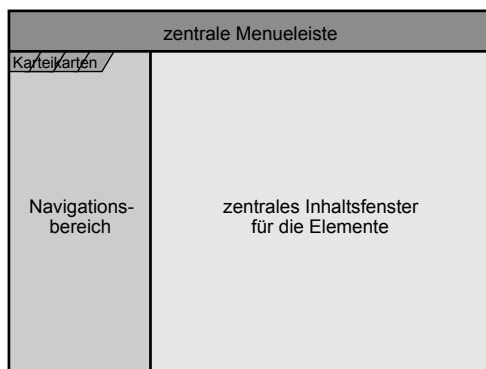 zentrale Menueleiste
Karteikarten
Navigations-
bereich
zentrales Inhaltsfenster
für die Elemente